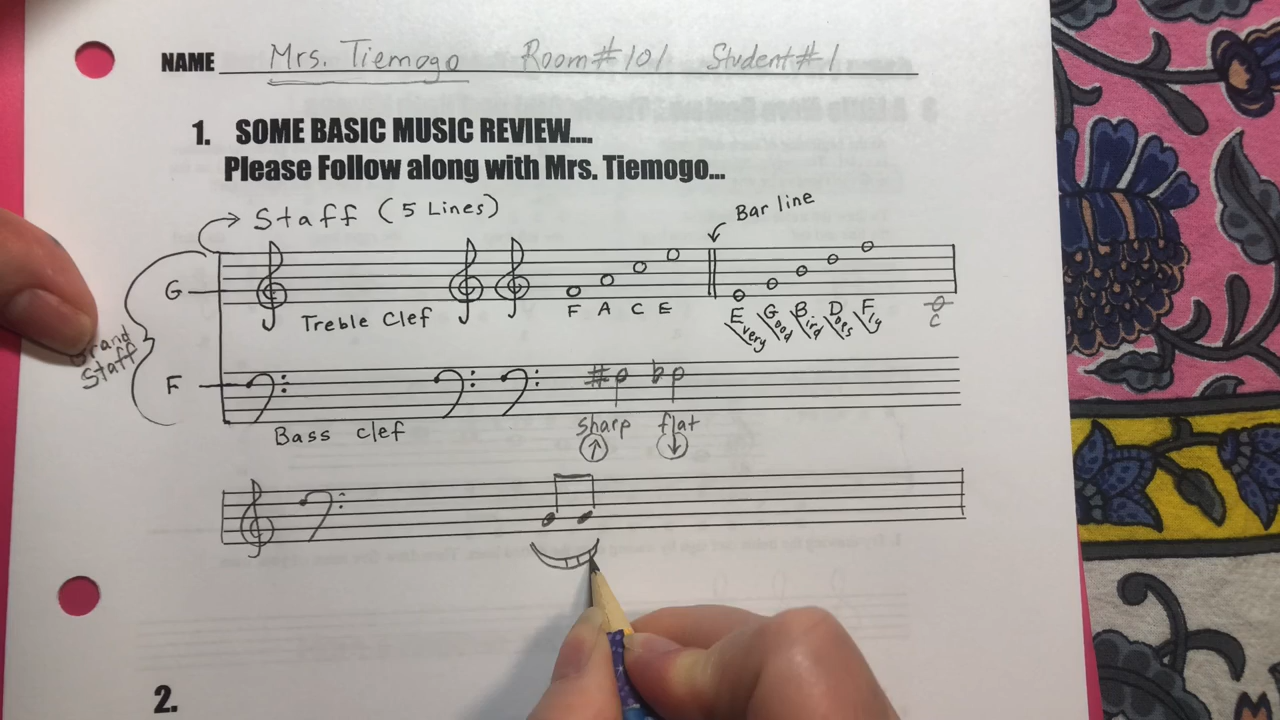 NAME Mrs. Tiemogo Room# 101 Student# 1
1. SOME BASIC MUSIC REVIEW....
Please Follow along with Mrs. Tiemogo...
Staff (5 Lines)
Bar line
G
Treble Clef
F A C E
Every Good Bird Does Fly
C
Grand
Staff
F
Bass clef
sharp flat
2.